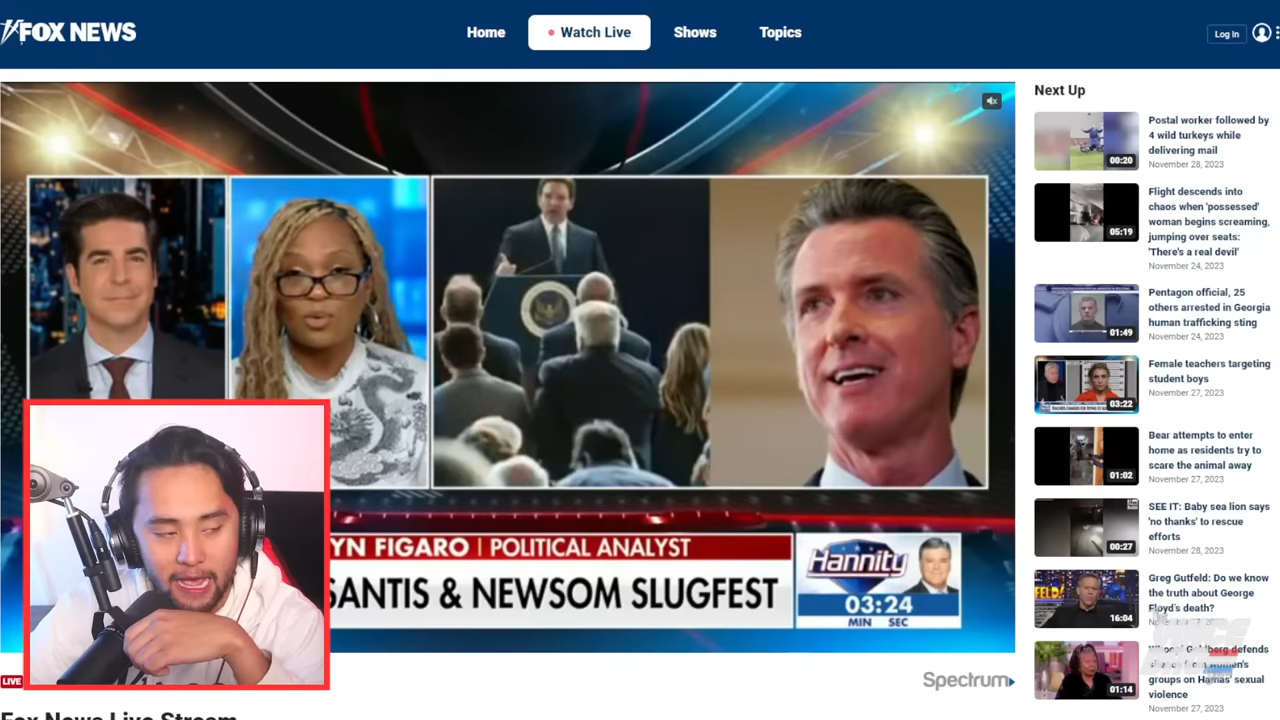 FOX NEWS
Home
Watch Live
Shows
Topics
Log In
Next Up
Postal worker followed by
4 wild turkeys while
delivering mail
November 28, 2023
00:20
Flight descends into
chaos when 'possessed'
woman begins screaming,
jumping over seats:
'There's a real devil'
November 24, 2023
05:19
Pentagon official, 25
others arrested in Georgia
human trafficking sting
November 24, 2023
01:49
Female teachers targeting
student boys
November 27, 2023
03:22
Bear attempts to enter
home as residents try to
scare the animal away
November 27, 2023
01:02
SEE IT: Baby sea lion says
'no thanks' to rescue
efforts
November 28, 2023
00:27
Greg Gutfeld: Do we know
the truth about George
Floyd's death?
16:04
Whoopi Goldberg defends
women's
groups on Hamas' sexual
violence
November 27, 2023
01:14
YN FIGARO | POLITICAL ANALYST
SANTIS & NEWSOM SLUGFEST
Hannity
03:24
MIN SEC
LIVE
Spectrum
Fox News Live Stream